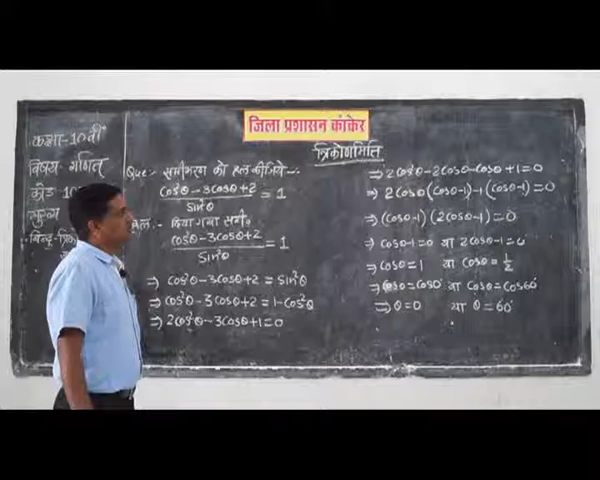 जिला प्रशासन कांकेर
त्रिकोणमिति
कक्षा-10वीं
विषय- गणित
Que:- समीकरण को हल कीजिये -:
cos²θ-3cosθ+2 / sin²θ = 1
हल.- दिया गया समी.
cos²θ-3cosθ+2 / sin²θ = 1
⇒ cos²θ-3cosθ+2 = sin²θ
⇒ cos²θ-3cosθ+2 = 1-cos²θ
⇒ 2cos²θ-3cosθ+1=0
⇒ 2cos²θ-2cosθ-cosθ+1=0
⇒ 2cosθ(cosθ-1)-1(cosθ-1)=0
⇒ (cosθ-1)(2cosθ-1)=0
⇒ cosθ-1=0 या 2cosθ-1=0
⇒ cosθ=1 या cosθ=1/2
⇒ cosθ=cos0° या cosθ=cos60°
⇒ θ=0° या θ=60°